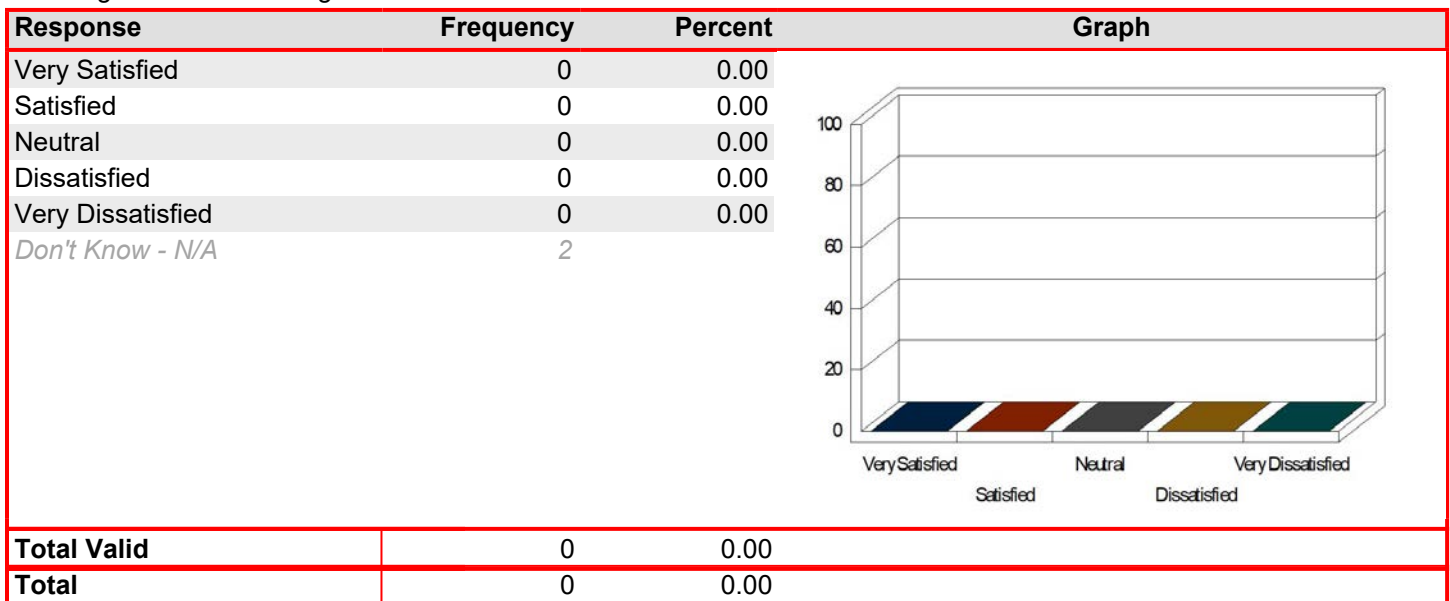 Response Frequency Percent Graph
Very Satisfied 0 0.00
Satisfied 0 0.00
Neutral 0 0.00
Dissatisfied 0 0.00
Very Dissatisfied 0 0.00
Don't Know - N/A 2
100
80
60
40
20
0
Very Satisfied Neutral Very Dissatisfied
Satisfied Dissatisfied
Total Valid 0 0.00
Total 0 0.00